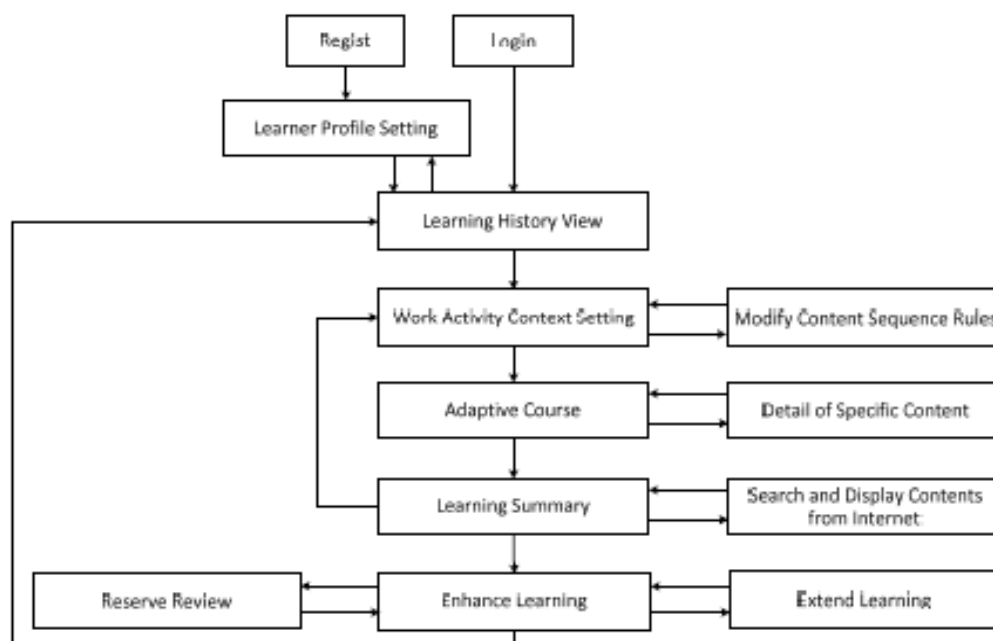 Regist
Login
Learner Profile Setting
Learning History View
Work Activity Context Setting
Modify Content Sequence Rules
Adaptive Course
Detail of Specific Content
Learning Summary
Search and Display Contents
from Internet
Reserve Review
Enhance Learning
Extend Learning